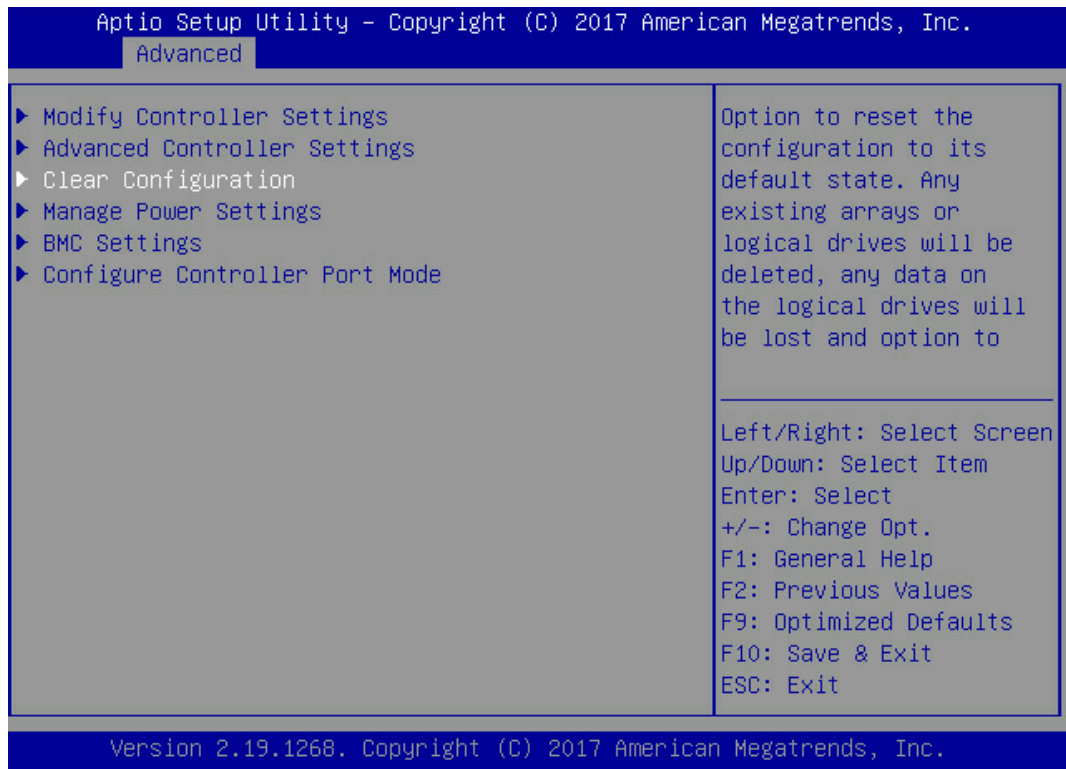 Aptio Setup Utility – Copyright (C) 2017 American Megatrends, Inc.
Advanced
Modify Controller Settings
Advanced Controller Settings
Clear Configuration
Manage Power Settings
BMC Settings
Configure Controller Port Mode
Option to reset the
configuration to its
default state. Any
existing arrays or
logical drives will be
deleted, any data on
the logical drives will
be lost and option to
Left/Right: Select Screen
Up/Down: Select Item
Enter: Select
+/-: Change Opt.
F1: General Help
F2: Previous Values
F9: Optimized Defaults
F10: Save & Exit
ESC: Exit
Version 2.19.1268. Copyright (C) 2017 American Megatrends, Inc.